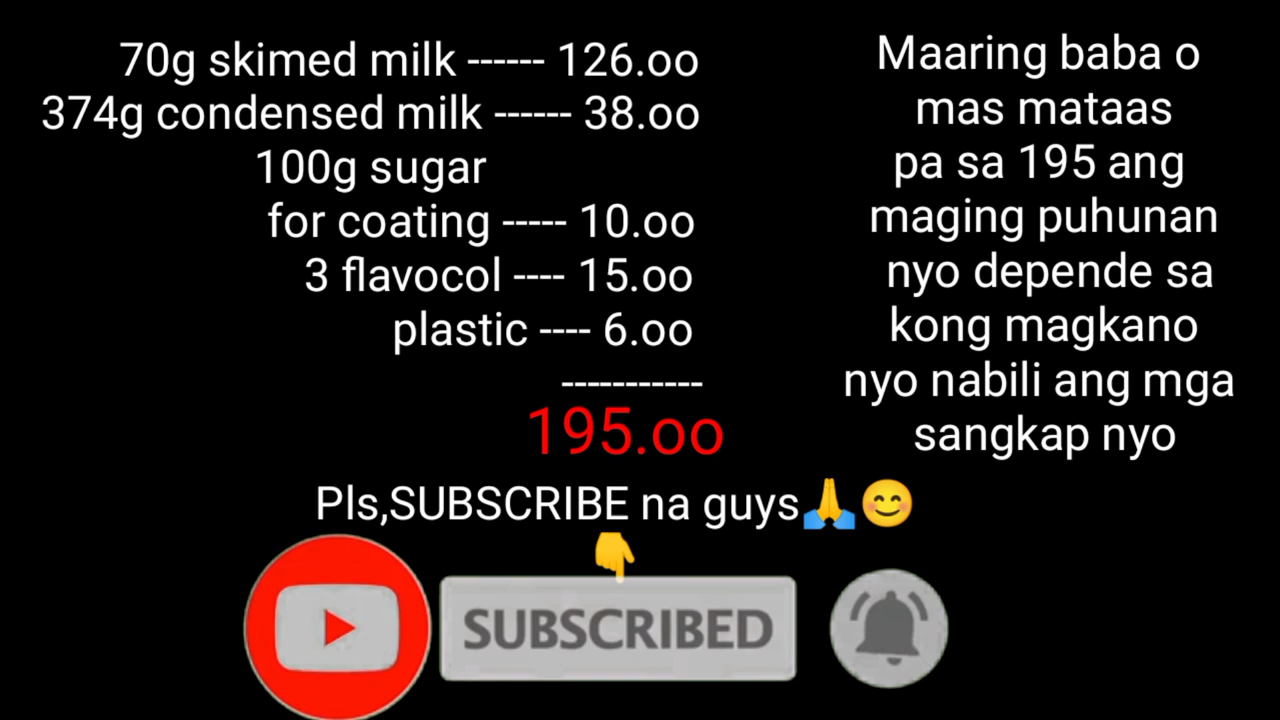 70g skimed milk ------ 126.oo
374g condensed milk ------ 38.oo
100g sugar
for coating ----- 10.oo
3 flavocol ---- 15.oo
plastic ---- 6.oo
-----------
195.oo
Maaring baba o
mas mataas
pa sa 195 ang
maging puhunan
nyo depende sa
kong magkano
nyo nabili ang mga
sangkap nyo
Pls,SUBSCRIBE na guys🙏😊
👇
SUBSCRIBED